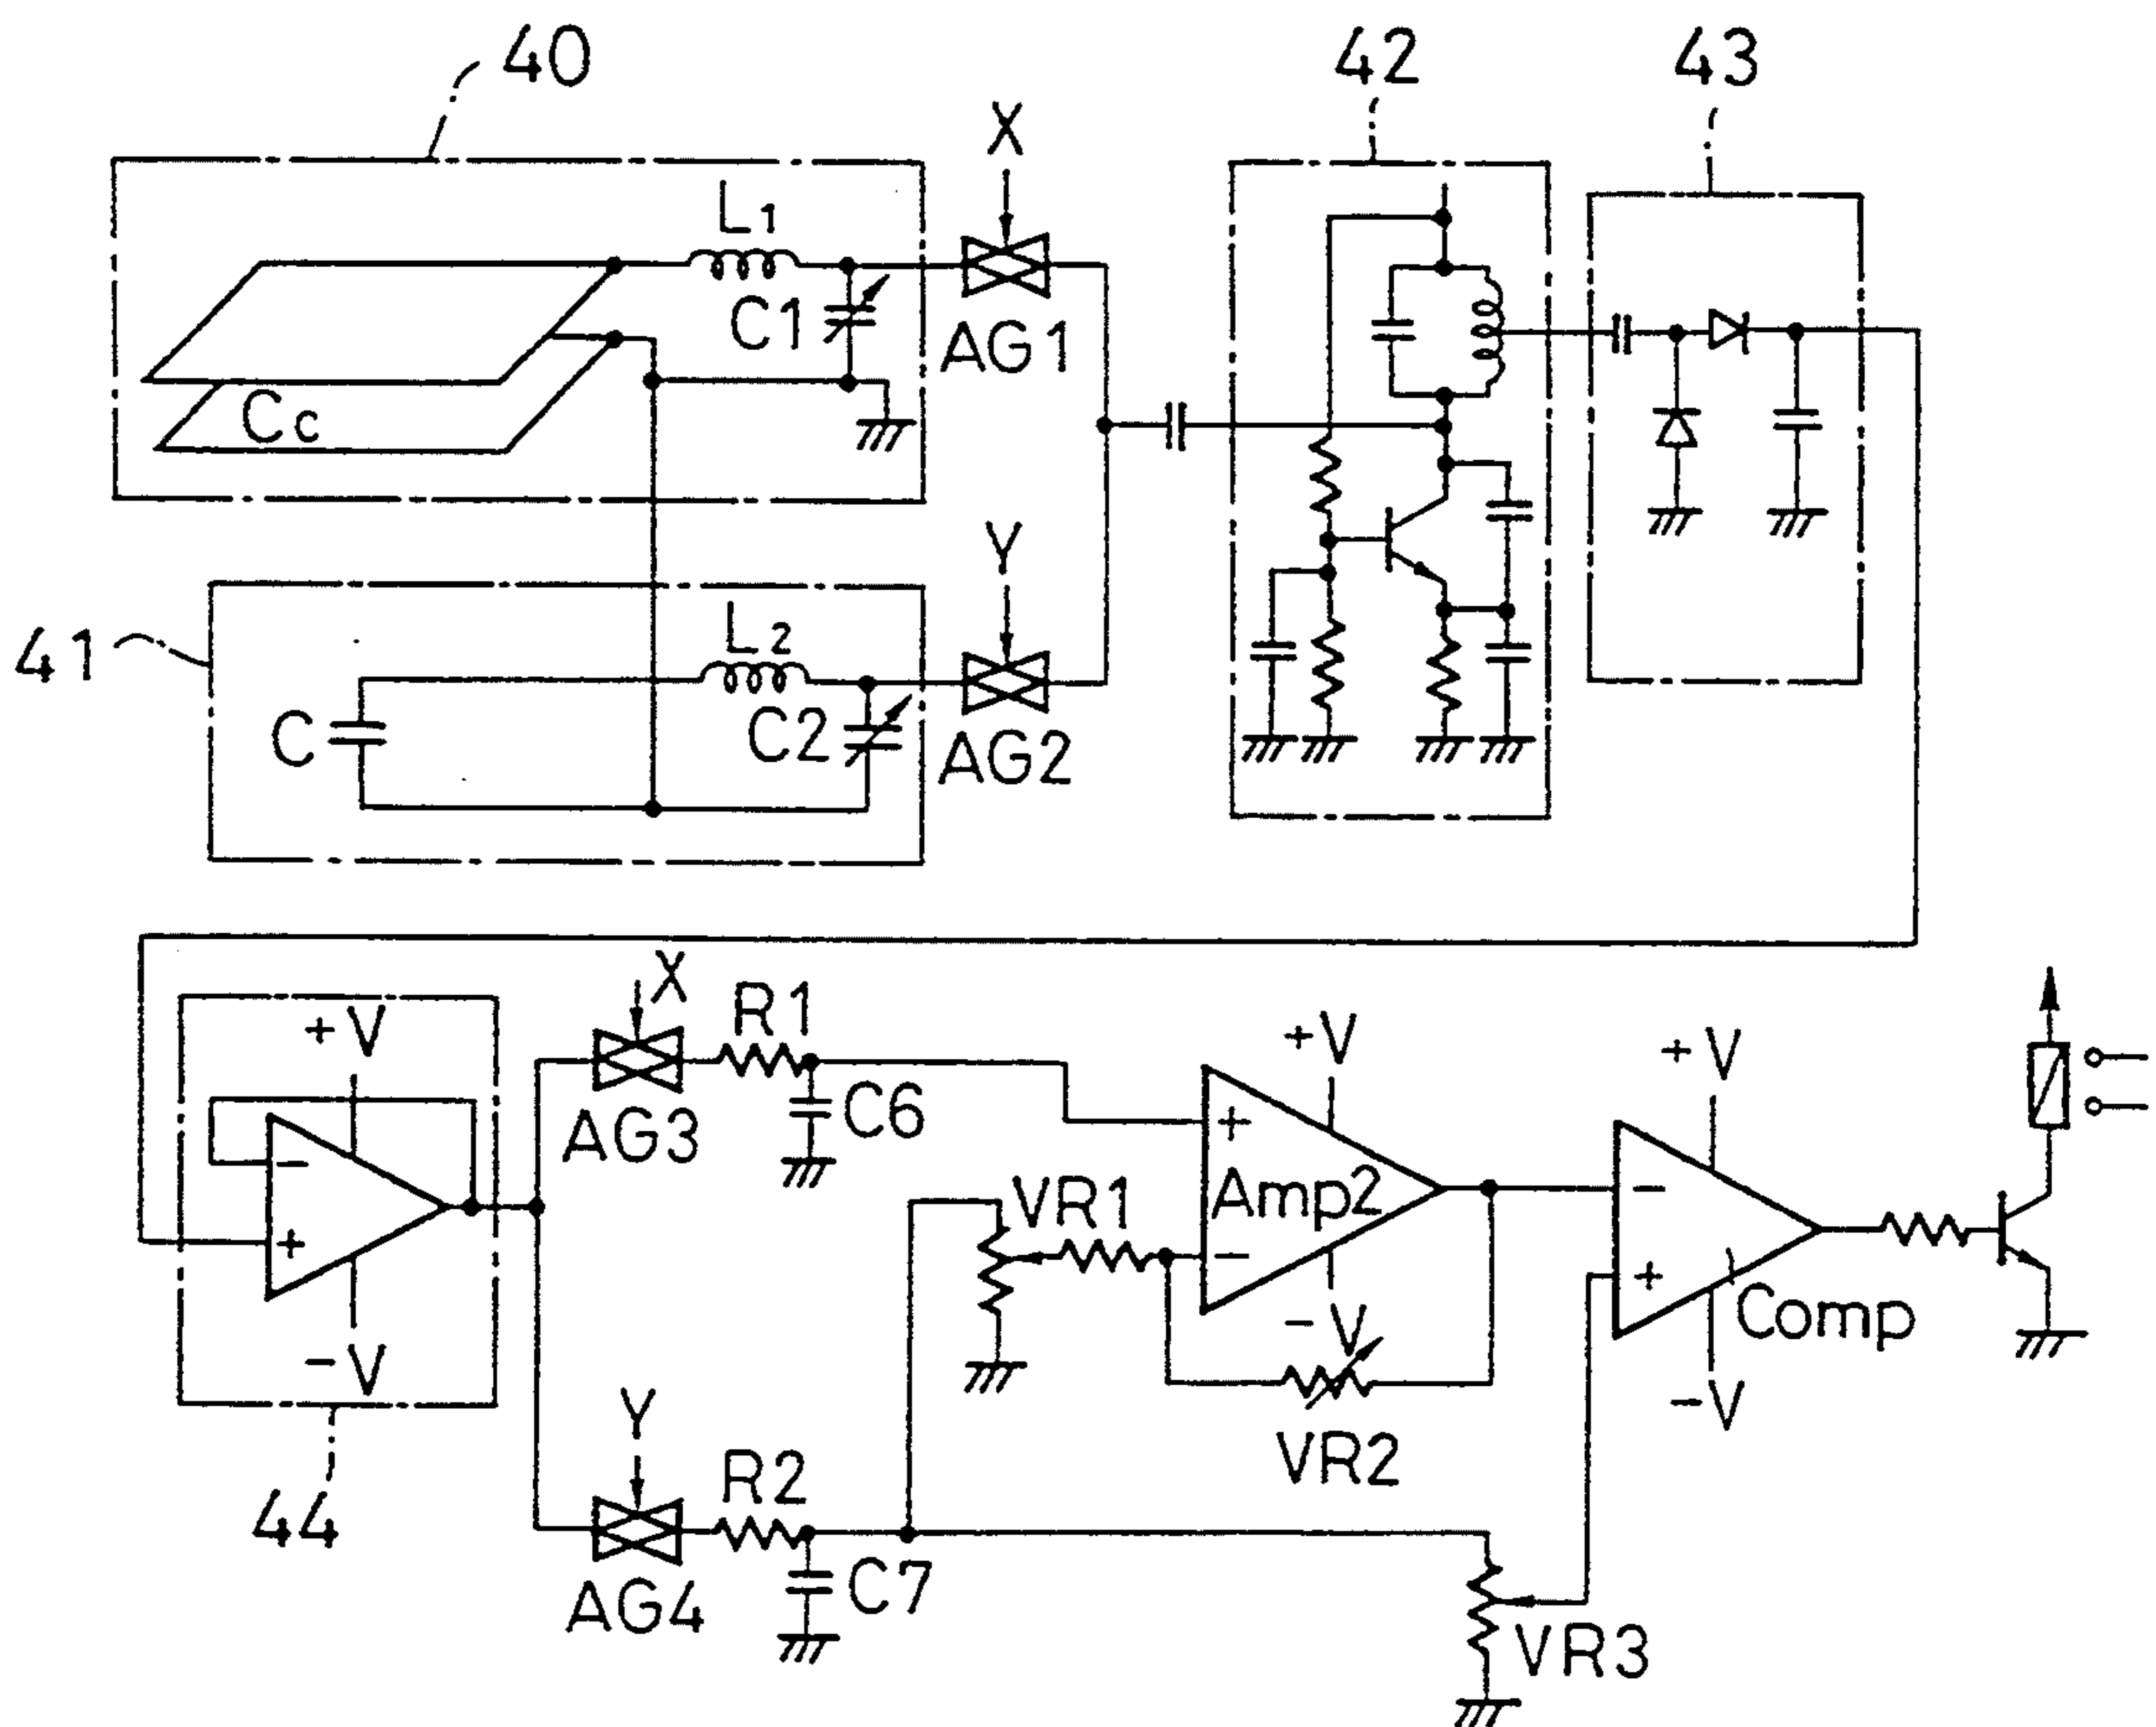 40
42
43
X
L1
C1
AG1
Cc
Y
41
L2
C
C2
AG2
X
+V
R1
+V
+V
AG3
C6
+
−
VR1
Amp2
−
+
−
+
−V
Comp
−V
−V
Y
R2
VR2
44
AG4
C7
VR3